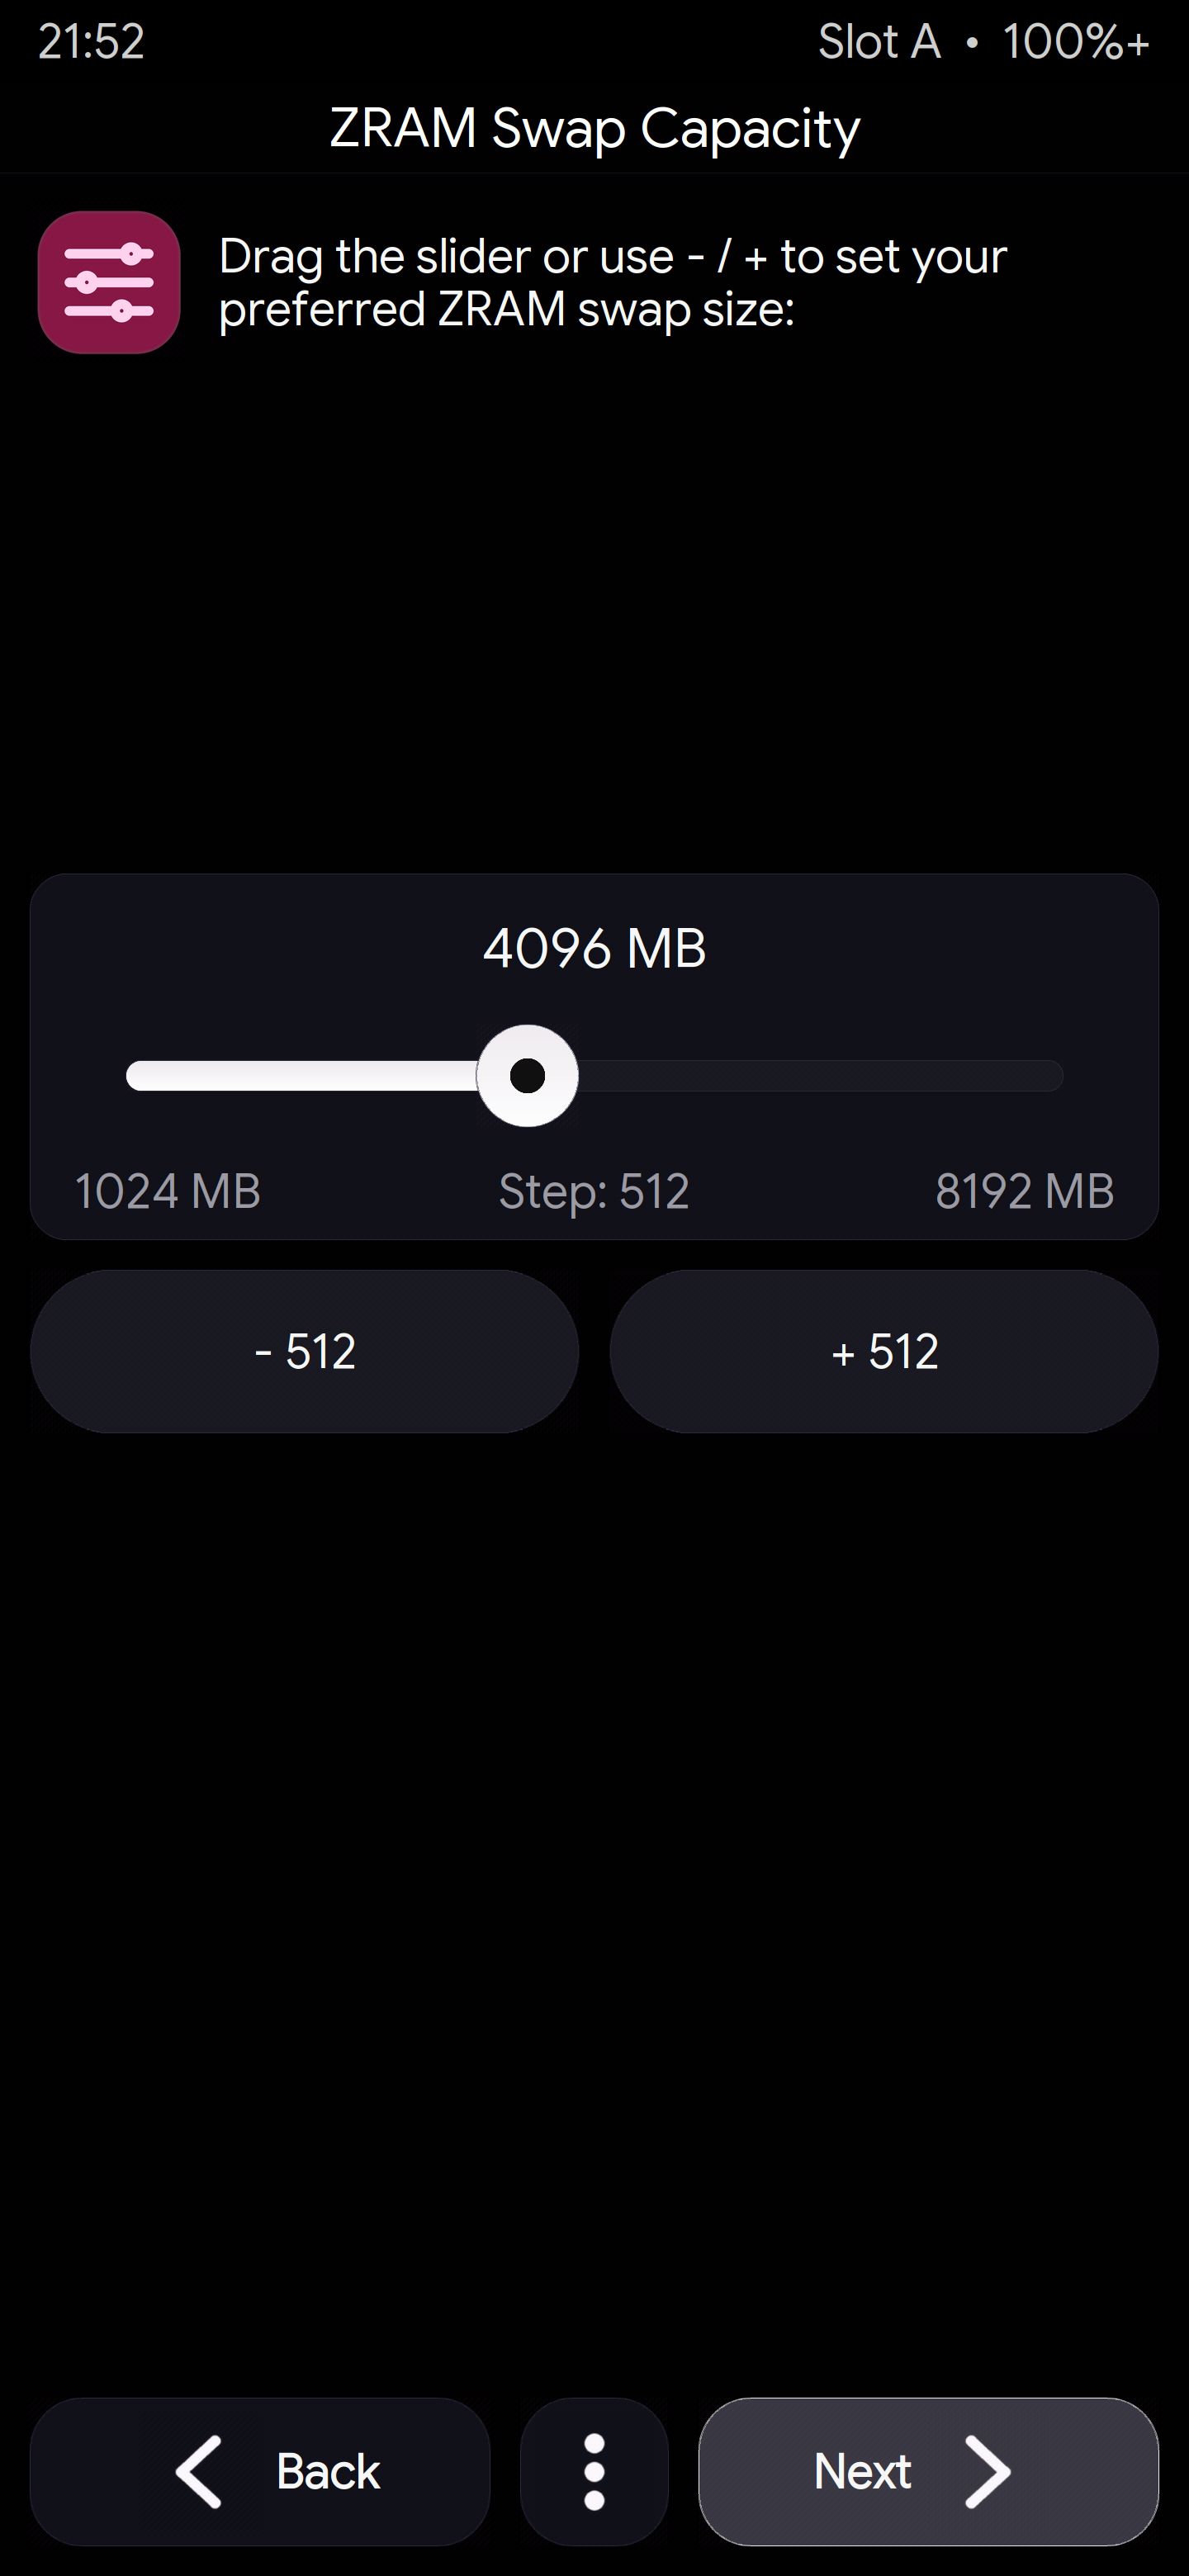 21:52
Slot A • 100%+
ZRAM Swap Capacity
Drag the slider or use - / + to set your
preferred ZRAM swap size:
4096 MB
1024 MB
Step: 512
8192 MB
- 512
+ 512
Back
Next